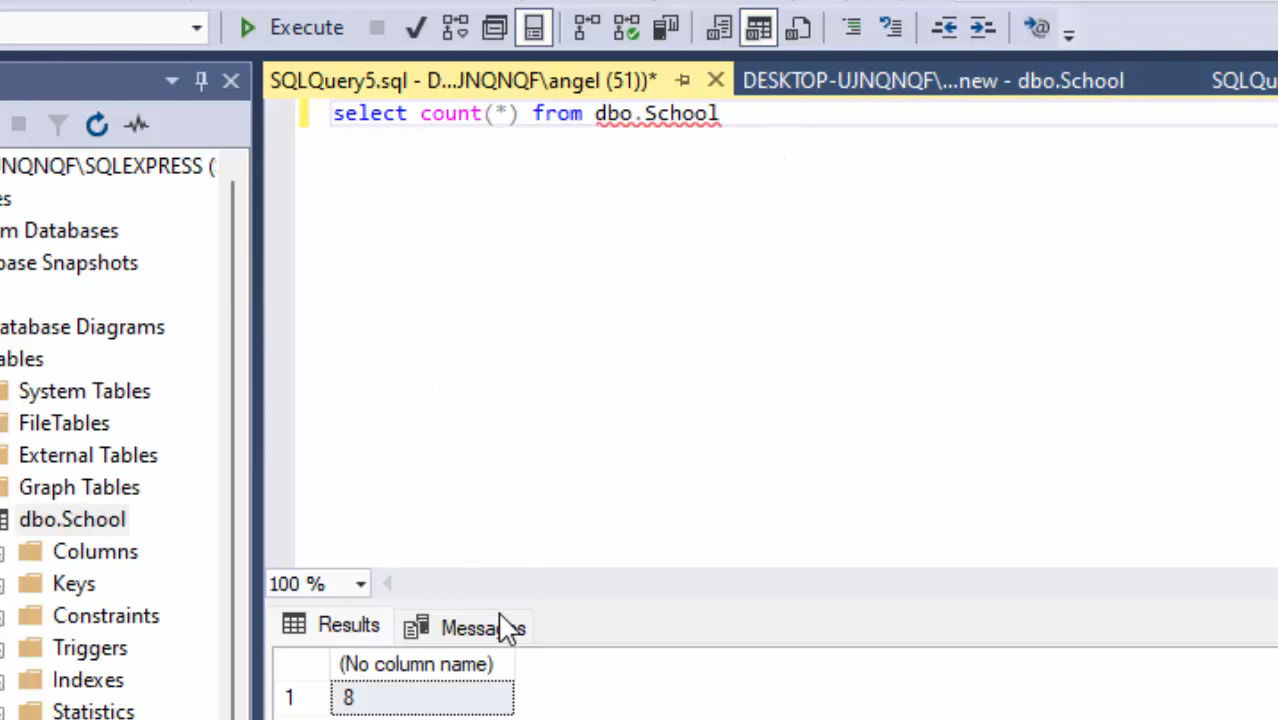 Execute
SQLQuery5.sql - D...JNQNQF\angel (51))*
DESKTOP-UJNQNQF\...new - dbo.School
SQLQu
select count(*) from dbo.School
JNQNQF\SQLEXPRESS (
es
m Databases
base Snapshots
atabase Diagrams
ables
System Tables
FileTables
External Tables
Graph Tables
dbo.School
Columns
Keys
Constraints
Triggers
Indexes
Statistics
100 %
Results
Messages
(No column name)
1 8